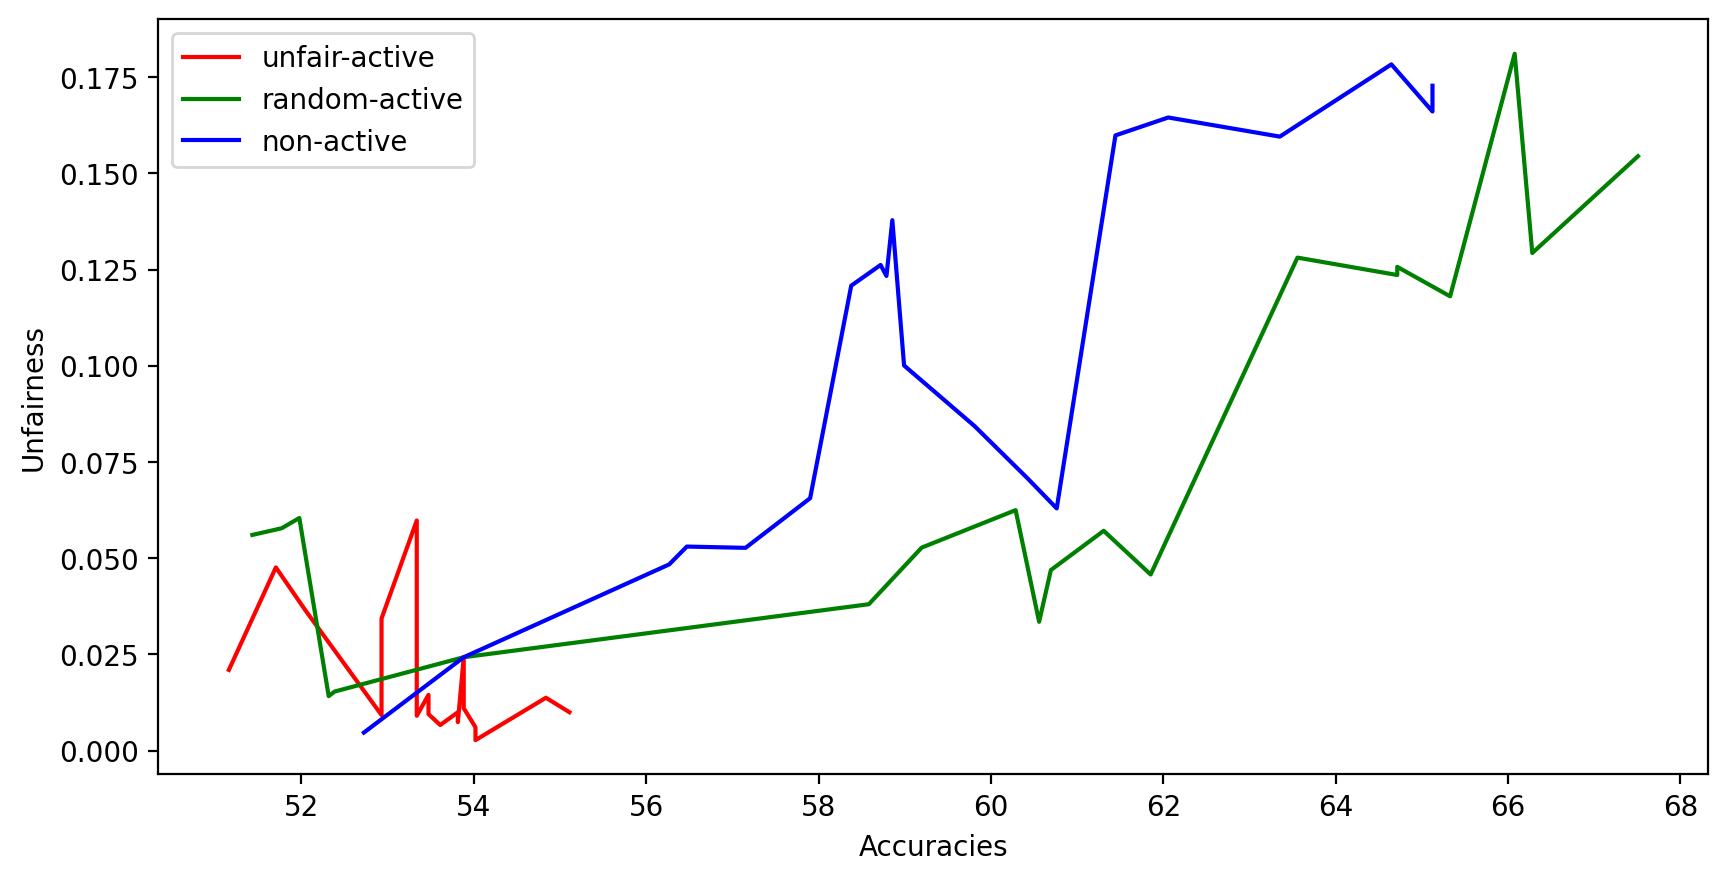 unfair-active
random-active
non-active
0.175
0.150
0.125
0.100
0.075
0.050
0.025
0.000
Unfairness
52 54 56 58 60 62 64 66 68
Accuracies